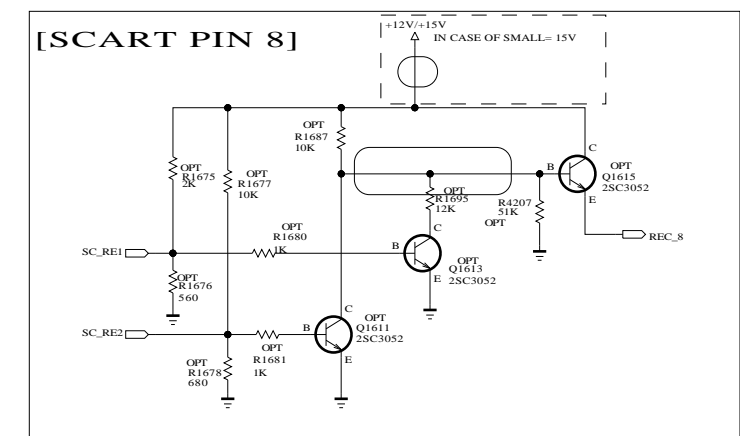 [SCART PIN 8]
+12V/+15V
IN CASE OF SMALL= 15V
OPT
R1687
10K
OPT
R1675
2K
OPT
R1677
10K
C
OPT
B
Q1615
2SC3052
E
OPT
R1695
12K
R4207
51K
OPT
REC_8
OPT
R1680
1K
SC_RE1
B
C
OPT
Q1613
2SC3052
E
OPT
R1676
560
SC_RE2
C
OPT
B
Q1611
2SC3052
E
OPT
R1681
1K
OPT
R1678
680